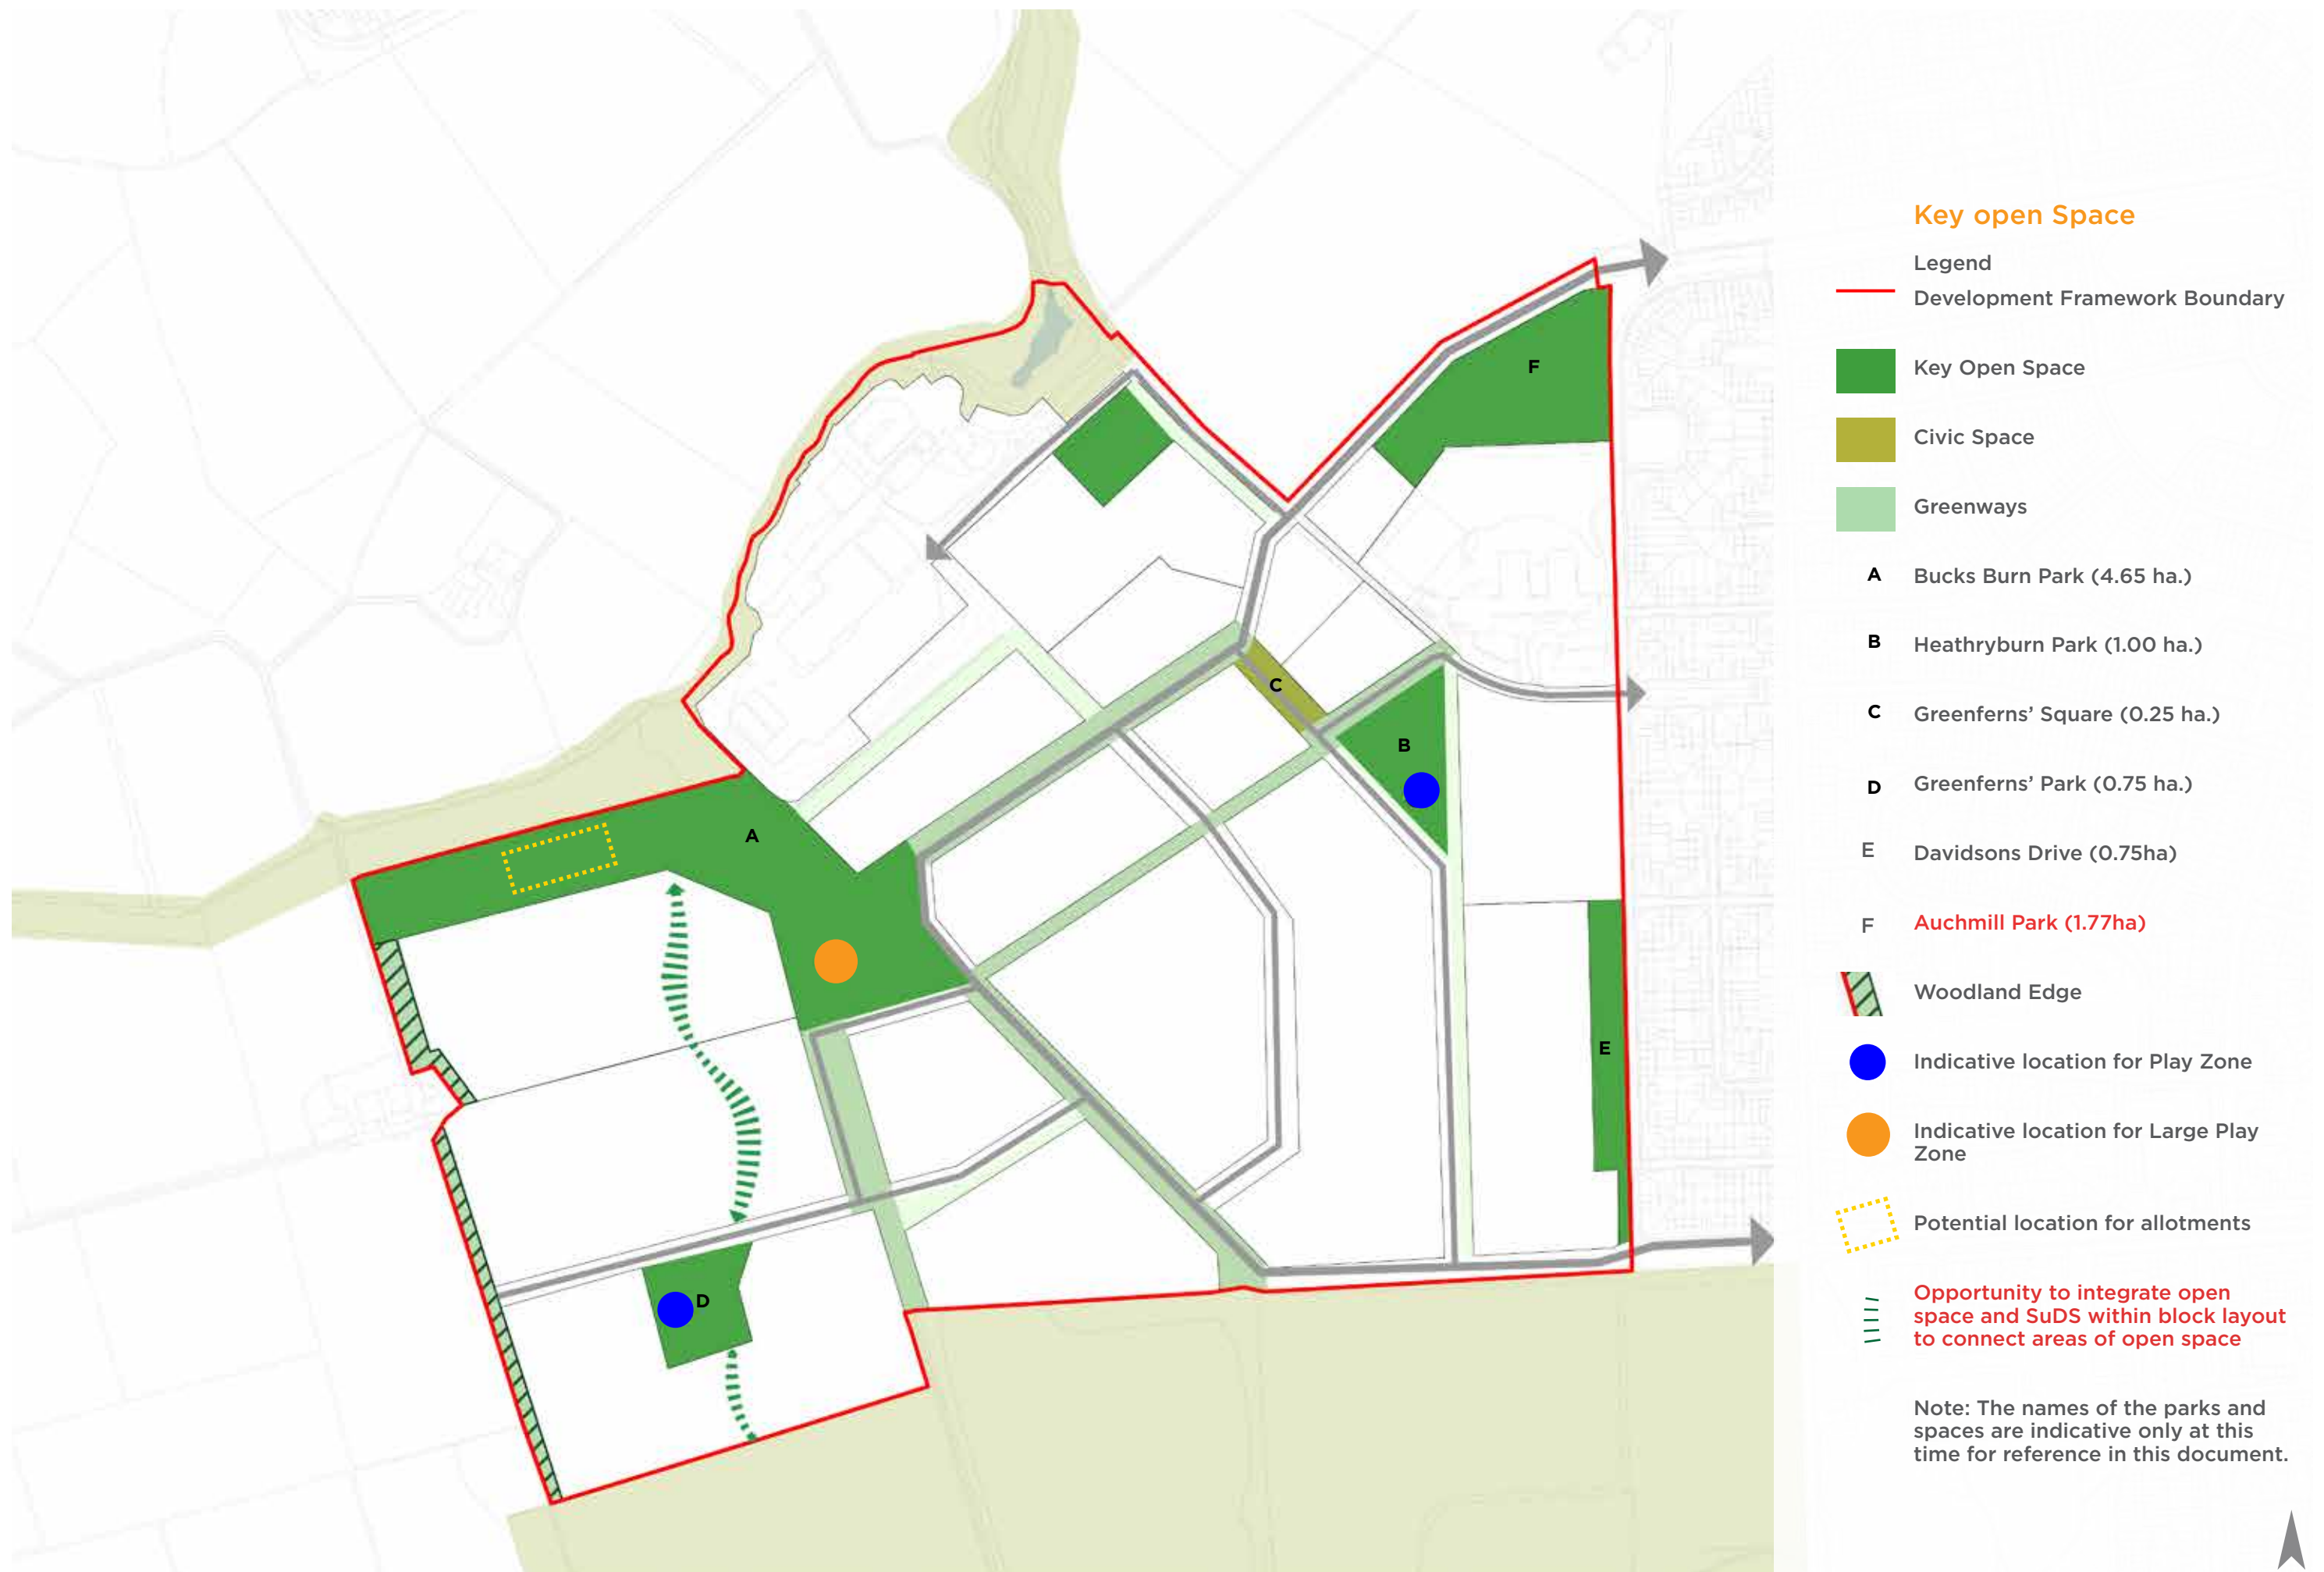 Key open Space
Legend
Development Framework Boundary
Key Open Space
Civic Space
Greenways
A Bucks Burn Park (4.65 ha.)
B Heathryburn Park (1.00 ha.)
C Greenferns’ Square (0.25 ha.)
D Greenferns’ Park (0.75 ha.)
E Davidsons Drive (0.75ha)
F Auchmill Park (1.77ha)
Woodland Edge
Indicative location for Play Zone
Indicative location for Large Play
Zone
Potential location for allotments
Opportunity to integrate open
space and SuDS within block layout
to connect areas of open space
Note: The names of the parks and
spaces are indicative only at this
time for reference in this document.
F
C
B
A
E
D